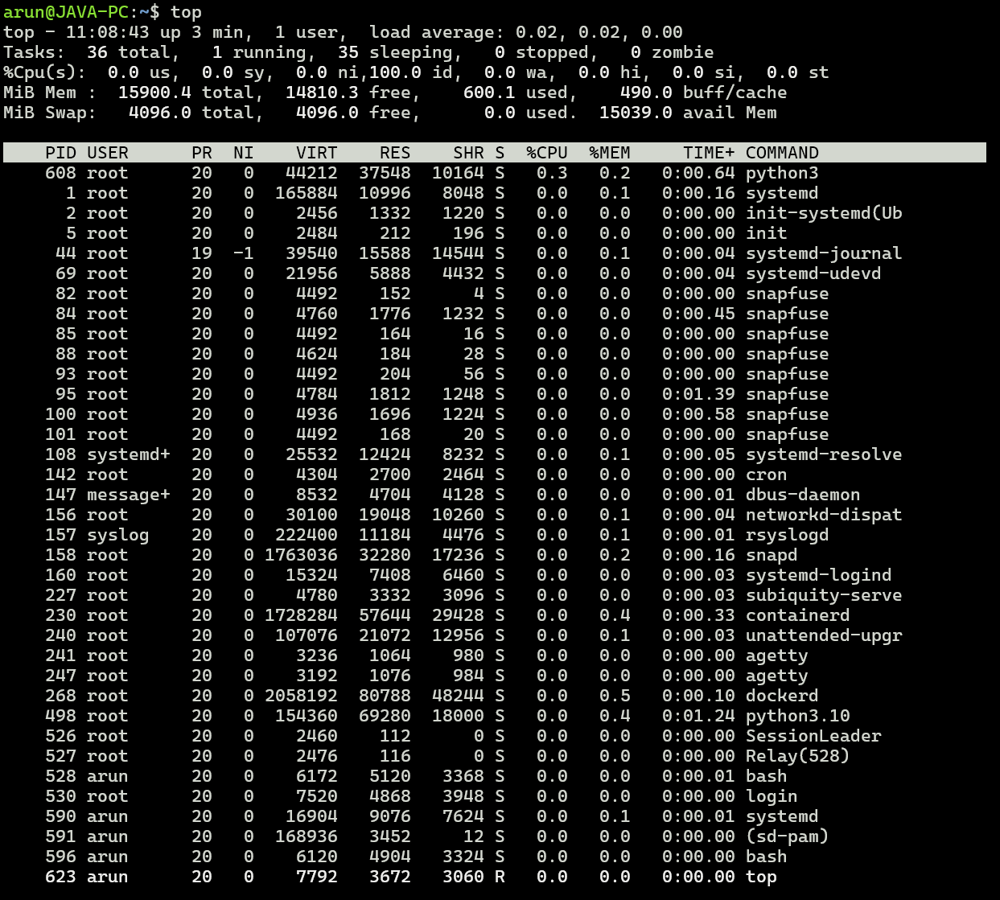 arun@JAVA-PC:~$ top
top - 11:08:43 up 3 min,  1 user,  load average: 0.02, 0.02, 0.00
Tasks:  36 total,   1 running,  35 sleeping,   0 stopped,   0 zombie
%Cpu(s):  0.0 us,  0.0 sy,  0.0 ni,100.0 id,  0.0 wa,  0.0 hi,  0.0 si,  0.0 st
MiB Mem :  15900.4 total,  14810.3 free,    600.1 used,    490.0 buff/cache
MiB Swap:   4096.0 total,   4096.0 free,      0.0 used.  15039.0 avail Mem
    PID USER      PR  NI    VIRT    RES    SHR S  %CPU  %MEM     TIME+ COMMAND
    608 root      20   0   44212  37548  10164 S   0.3   0.2   0:00.64 python3
      1 root      20   0  165884  10996   8048 S   0.0   0.1   0:00.16 systemd
      2 root      20   0    2456   1332   1220 S   0.0   0.0   0:00.00 init-systemd(Ub
      5 root      20   0    2484    212    196 S   0.0   0.0   0:00.00 init
     44 root      19  -1   39540  15588  14544 S   0.0   0.1   0:00.04 systemd-journal
     69 root      20   0   21956   5888   4432 S   0.0   0.0   0:00.04 systemd-udevd
     82 root      20   0    4492    152      4 S   0.0   0.0   0:00.00 snapfuse
     84 root      20   0    4760   1776   1232 S   0.0   0.0   0:00.45 snapfuse
     85 root      20   0    4492    164     16 S   0.0   0.0   0:00.00 snapfuse
     88 root      20   0    4624    184     28 S   0.0   0.0   0:00.00 snapfuse
     93 root      20   0    4492    204     56 S   0.0   0.0   0:00.00 snapfuse
     95 root      20   0    4784   1812   1248 S   0.0   0.0   0:01.39 snapfuse
    100 root      20   0    4936   1696   1224 S   0.0   0.0   0:00.58 snapfuse
    101 root      20   0    4492    168     20 S   0.0   0.0   0:00.00 snapfuse
    108 systemd+  20   0   25532  12424   8232 S   0.0   0.1   0:00.05 systemd-resolve
    142 root      20   0    4304   2700   2464 S   0.0   0.0   0:00.00 cron
    147 message+  20   0    8532   4704   4128 S   0.0   0.0   0:00.01 dbus-daemon
    156 root      20   0   30100  19048  10260 S   0.0   0.1   0:00.04 networkd-dispat
    157 syslog    20   0  222400  11184   4476 S   0.0   0.1   0:00.01 rsyslogd
    158 root      20   0 1763036  32280  17236 S   0.0   0.2   0:00.16 snapd
    160 root      20   0   15324   7408   6460 S   0.0   0.0   0:00.03 systemd-logind
    227 root      20   0    4780   3332   3096 S   0.0   0.0   0:00.03 subiquity-serve
    230 root      20   0 1728284  57644  29428 S   0.0   0.4   0:00.33 containerd
    240 root      20   0  107076  21072  12956 S   0.0   0.1   0:00.03 unattended-upgr
    241 root      20   0    3236   1064    980 S   0.0   0.0   0:00.00 agetty
    247 root      20   0    3192   1076    984 S   0.0   0.0   0:00.00 agetty
    268 root      20   0 2058192  80788  48244 S   0.0   0.5   0:00.10 dockerd
    498 root      20   0  154360  69280  18000 S   0.0   0.4   0:01.24 python3.10
    526 root      20   0    2460    112      0 S   0.0   0.0   0:00.00 SessionLeader
    527 root      20   0    2476    116      0 S   0.0   0.0   0:00.00 Relay(528)
    528 arun      20   0    6172   5120   3368 S   0.0   0.0   0:00.01 bash
    530 root      20   0    7520   4868   3948 S   0.0   0.0   0:00.00 login
    590 arun      20   0   16904   9076   7624 S   0.0   0.1   0:00.01 systemd
    591 arun      20   0  168936   3452     12 S   0.0   0.0   0:00.00 (sd-pam)
    596 arun      20   0    6120   4904   3324 S   0.0   0.0   0:00.00 bash
    623 arun      20   0    7792   3672   3060 R   0.0   0.0   0:00.00 top